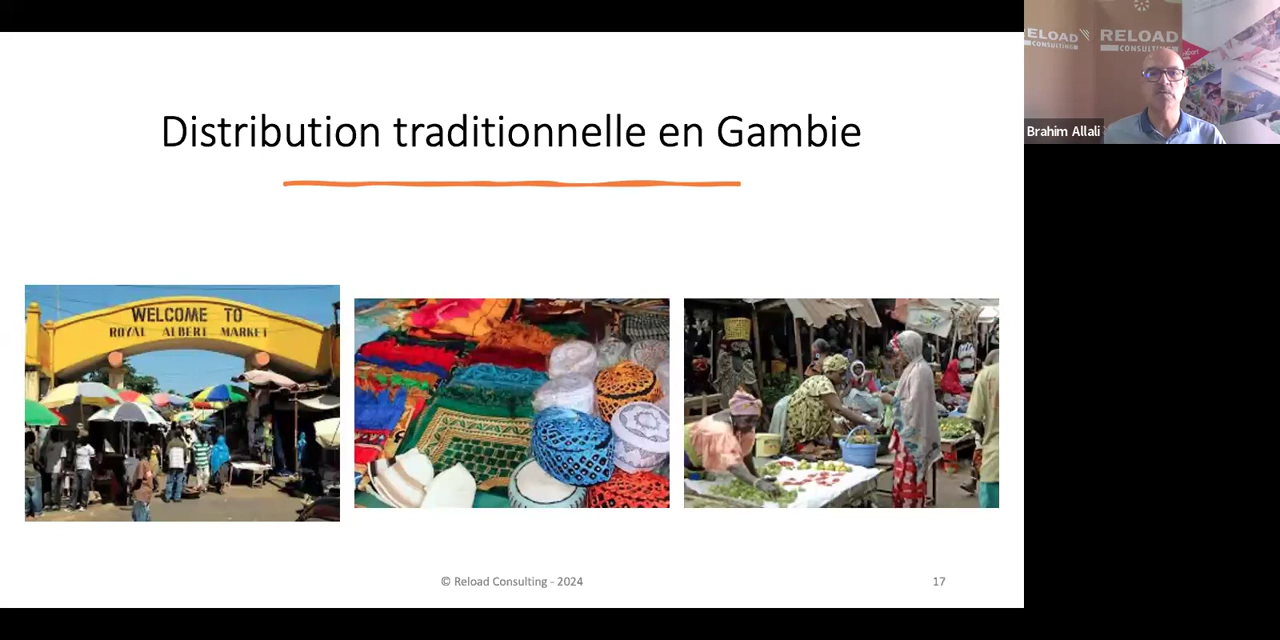 Distribution traditionnelle en Gambie
WELCOME TO
ROYAL ALBERT MARKET
© Reload Consulting - 2024
17
RELOAD
CONSULTING
RELOAD
CONSULTING
Brahim Allali